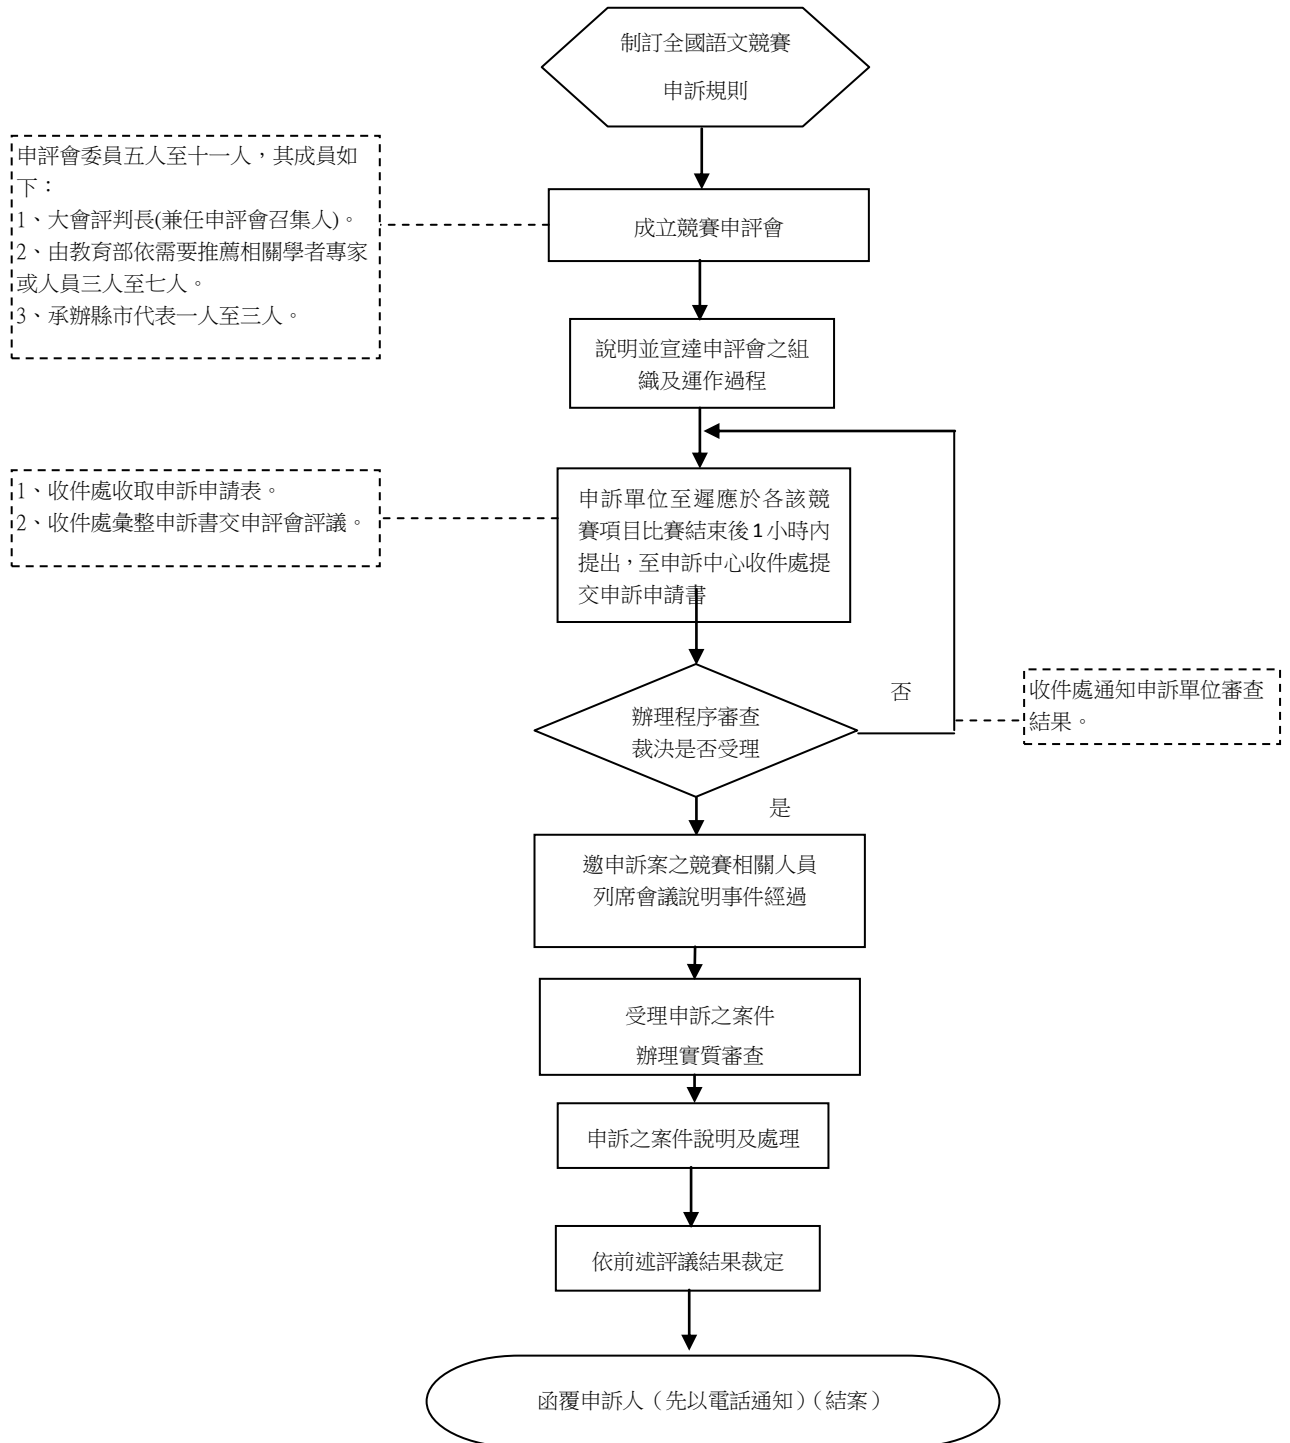 制訂全國語文競賽
申訴規則
申評會委員五人至十一人，其成員如
下：
1、大會評判長(兼任申評會召集人)。
2、由教育部依需要推薦相關學者專家
或人員三人至七人。
3、承辦縣市代表一人至三人。
成立競賽申評會
說明並宣達申評會之組
織及運作過程
1、收件處收取申訴申請表。
2、收件處彙整申訴書交申評會評議。
申訴單位至遲應於各該競
賽項目比賽結束後1小時內
提出，至申訴中心收件處提
交申訴申請書
辦理程序審查
裁決是否受理
否
收件處通知申訴單位審查
結果。
是
邀申訴案之競賽相關人員
列席會議說明事件經過
受理申訴之案件
辦理實質審查
申訴之案件說明及處理
依前述評議結果裁定
函覆申訴人（先以電話通知）（結案）